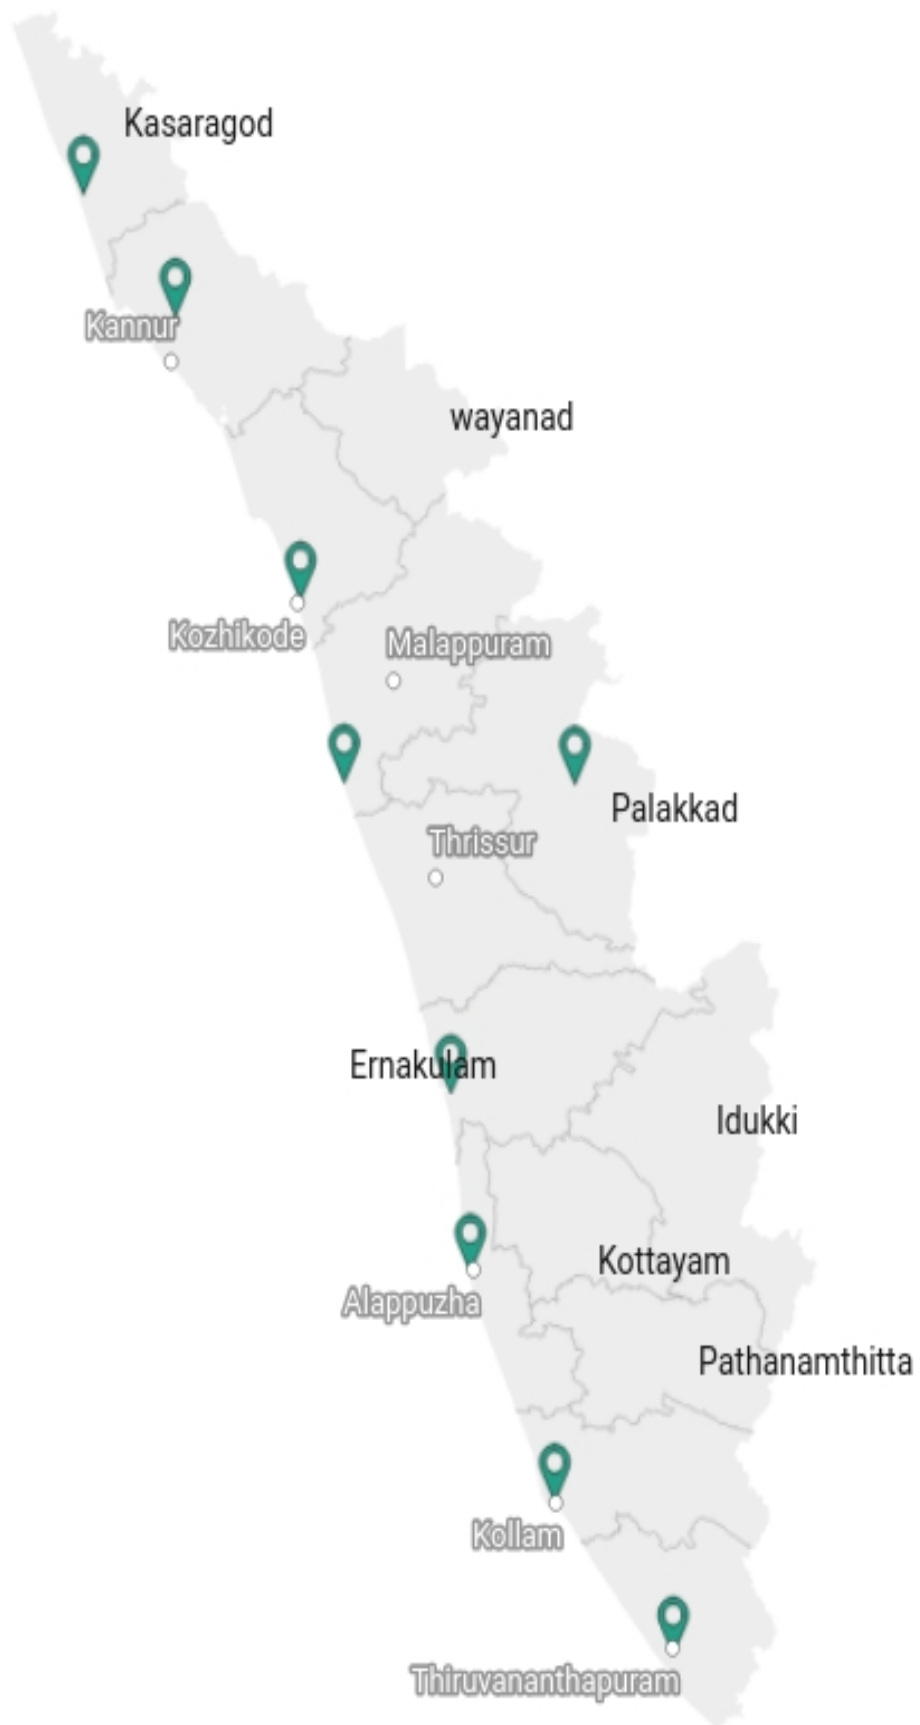 Kasaragod
Kannur
wayanad
Kozhikode
Malappuram
Palakkad
Thrissur
Ernakulam
Idukki
Kottayam
Alappuzha
Pathanamthitta
Kollam
Thiruvananthapuram